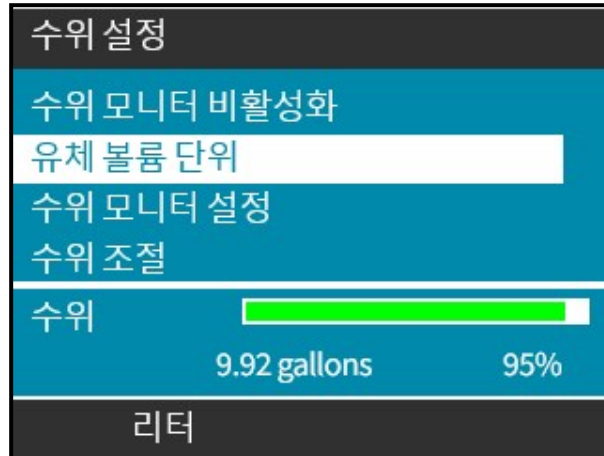 수위 설정
수위 모니터 비활성화
유체 볼륨 단위
수위 모니터 설정
수위 조절
수위
9.92 gallons 95%
리터